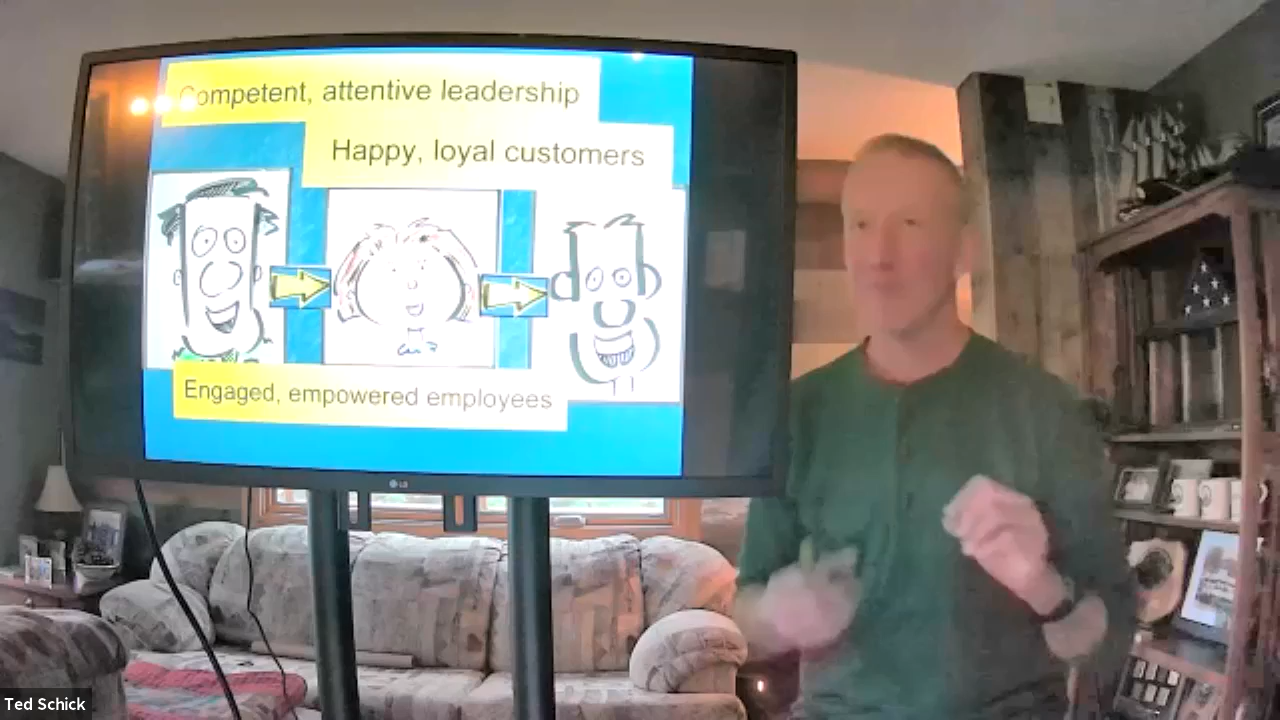 Competent, attentive leadership
Happy, loyal customers
Engaged, empowered employees
LG
Ted Schick